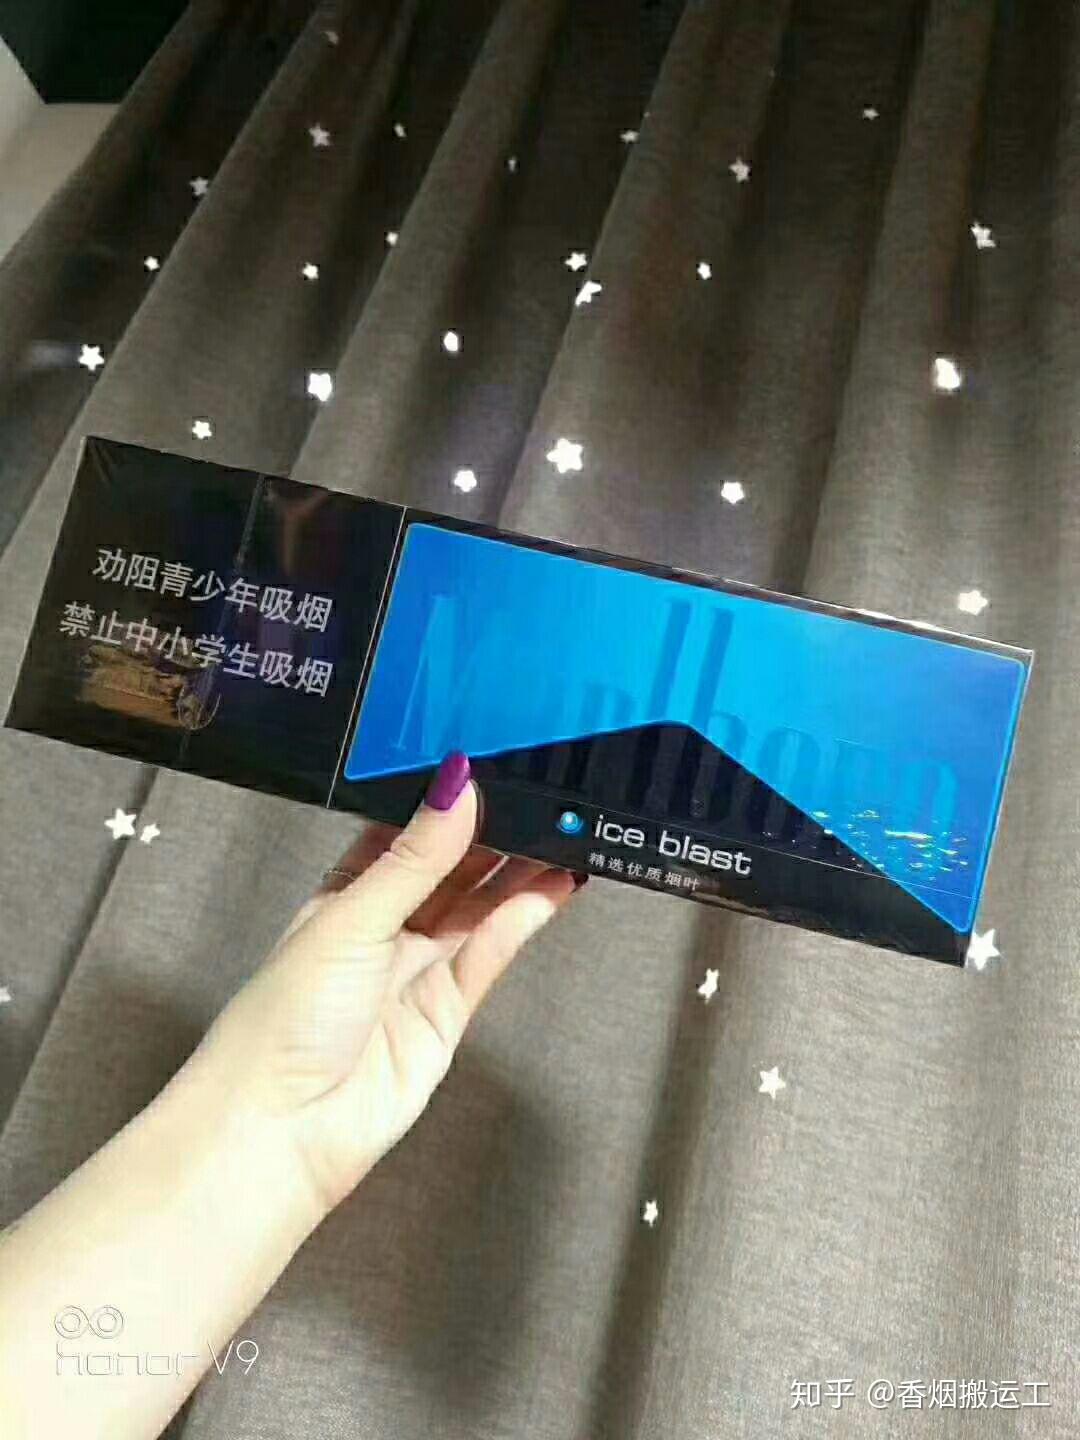 劝阻青少年吸烟
禁止中小学生吸烟
Marlboro
ice blast
精选优质烟叶
honor V9
知乎 @香烟搬运工